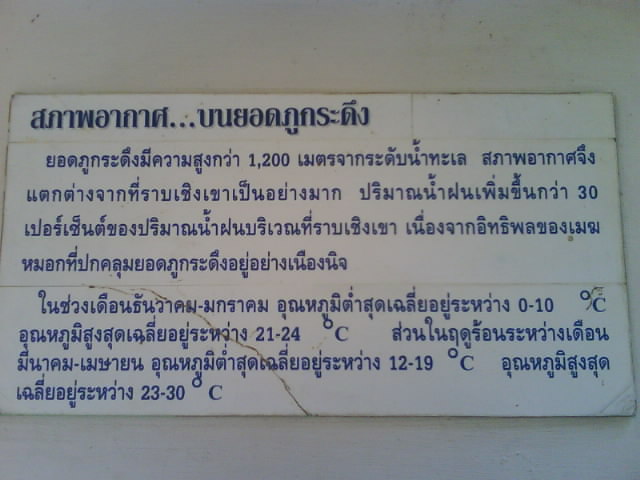 สภาพอากาศ...บนยอดภูกระดึง
ยอดภูกระดึงมีความสูงกว่า 1,200 เมตรจากระดับน้ำทะเล สภาพอากาศจึง
แตกต่างจากที่ราบเชิงเขาเป็นอย่างมาก ปริมาณน้ำฝนเพิ่มขึ้นกว่า 30
เปอร์เซ็นต์ของปริมาณน้ำฝนบริเวณที่ราบเชิงเขา เนื่องจากอิทธิพลของเมฆ
หมอกที่ปกคลุมยอดภูกระดึงอยู่อย่างเนืองนิจ
ในช่วงเดือนธันวาคม-มกราคม อุณหภูมิต่ำสุดเฉลี่ยอยู่ระหว่าง 0-10 °C
อุณหภูมิสูงสุดเฉลี่ยอยู่ระหว่าง 21-24 °C ส่วนในฤดูร้อนระหว่างเดือน
มีนาคม-เมษายน อุณหภูมิต่ำสุดเฉลี่ยอยู่ระหว่าง 12-19 °C อุณหภูมิสูงสุด
เฉลี่ยอยู่ระหว่าง 23-30 °C